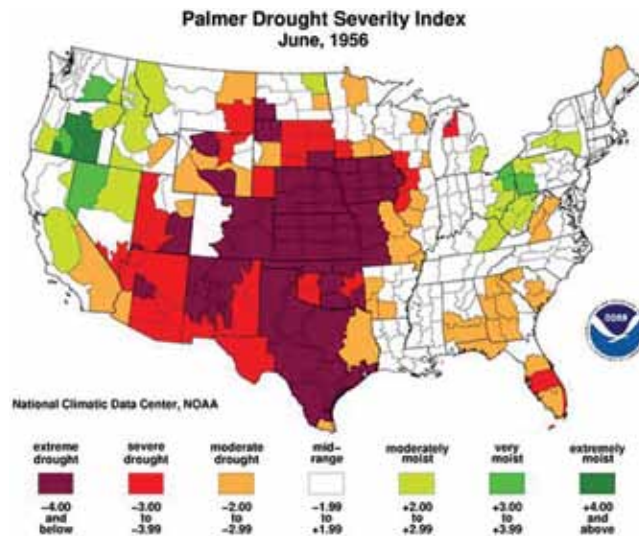 Palmer Drought Severity Index
June, 1956
National Climatic Data Center, NOAA
extreme drought
severe drought
moderate drought
mid-range
moderately moist
very moist
extremely moist
−4.00 and below
−3.00 to −3.99
−2.00 to −2.99
−1.99 to +1.99
+2.00 to +2.99
+3.00 to +3.99
+4.00 and above